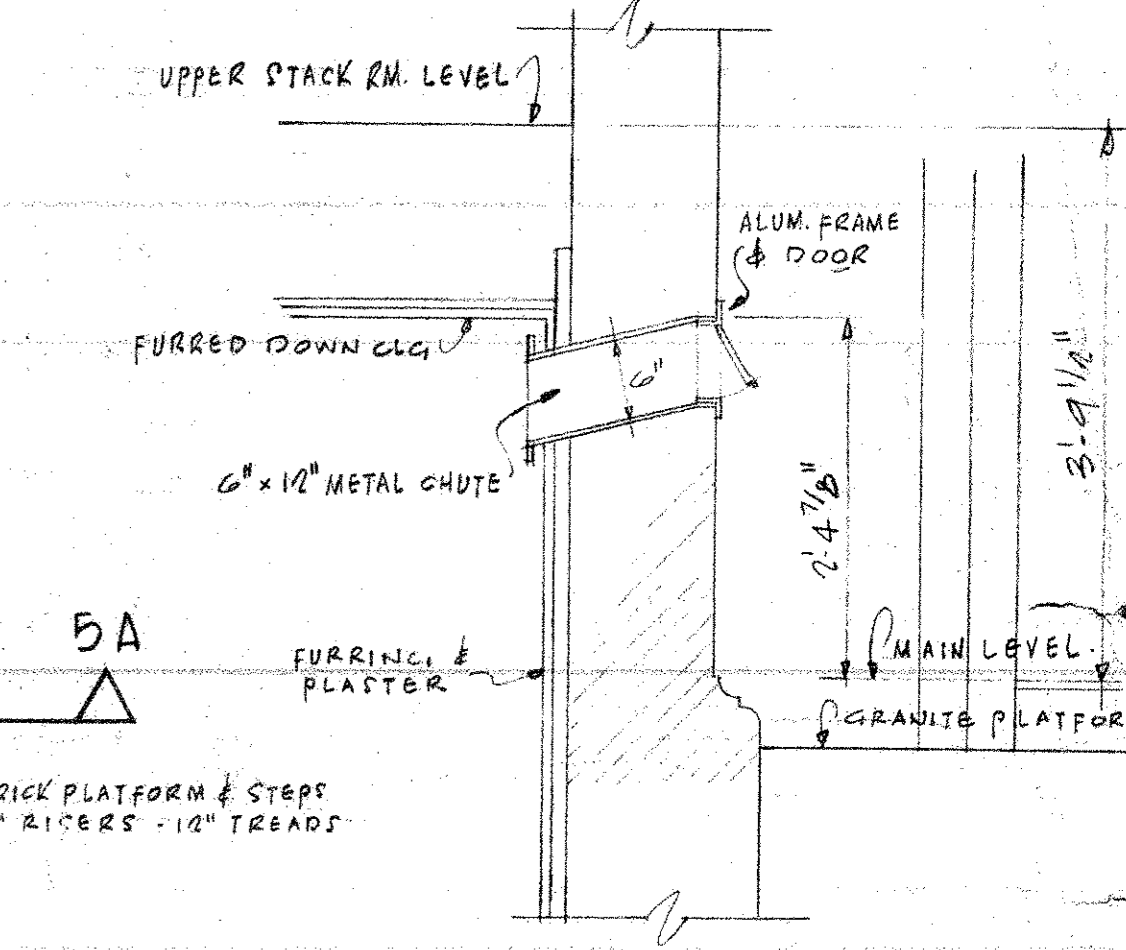 UPPER STACK RM. LEVEL
ALUM. FRAME
& DOOR
FURRED DOWN CLG
6"
3'-9 1/2"
6" x 12" METAL CHUTE
2'-4 7/8"
5A
FURRING &
PLASTER
MAIN LEVEL.
GRANITE PLATFOR
RICK PLATFORM & STEPS
" RISERS - 12" TREADS